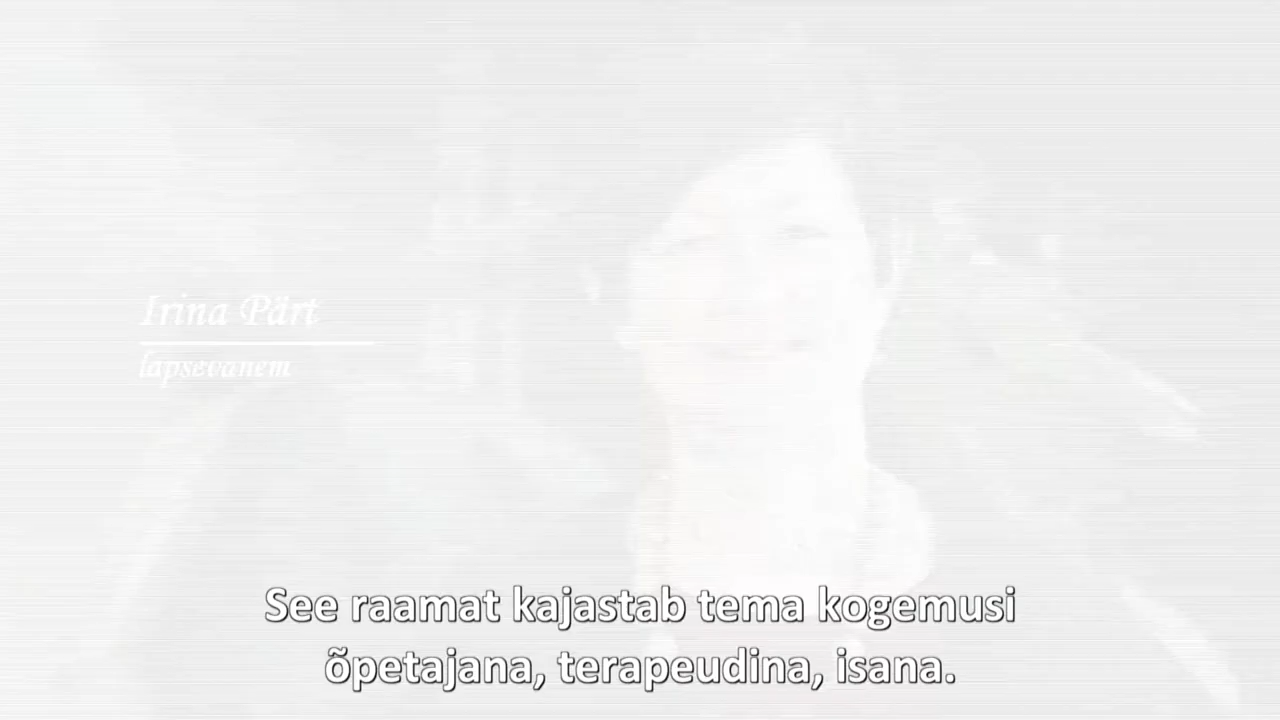 Irina Pärt
lapsevanem
See raamat kajastab tema kogemusi
õpetajana, terapeudina, isana.